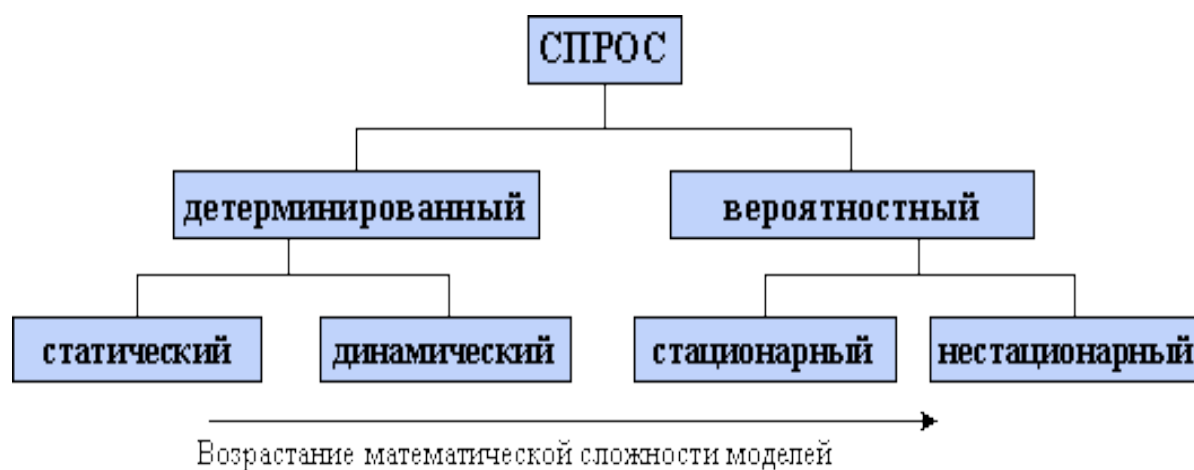 СПРОС
детерминированный
вероятностный
статический
динамический
стационарный
нестационарный
Возрастание математической сложности моделей